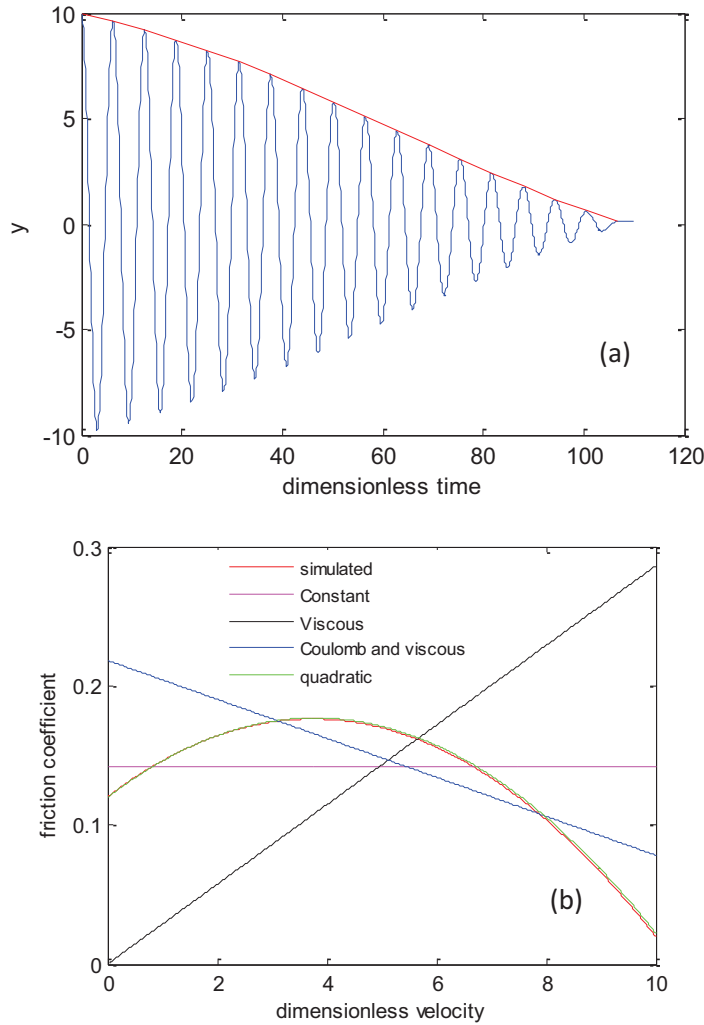 10
5
0
-5
-10
y
(a)
0 20 40 60 80 100 120
dimensionless time
0.3
0.2
0.1
0
friction coefficient
simulated
Constant
Viscous
Coulomb and viscous
quadratic
(b)
0 2 4 6 8 10
dimensionless velocity